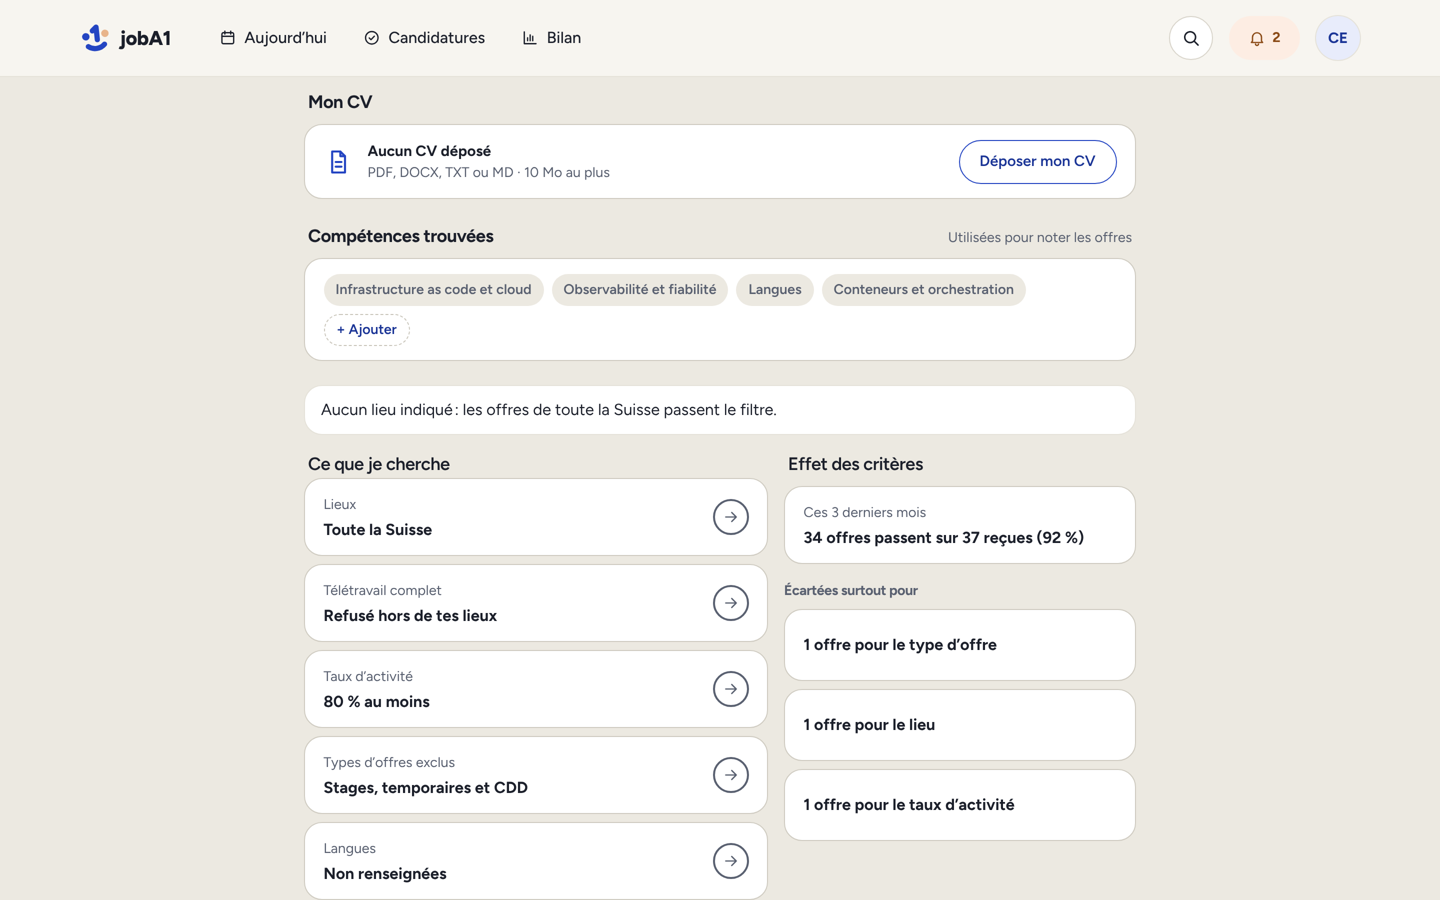 jobA1
Aujourd’hui
Candidatures
Bilan
2
CE
Mon CV
Aucun CV déposé
PDF, DOCX, TXT ou MD · 10 Mo au plus
Déposer mon CV
Compétences trouvées
Utilisées pour noter les offres
Infrastructure as code et cloud
Observabilité et fiabilité
Langues
Conteneurs et orchestration
+ Ajouter
Aucun lieu indiqué : les offres de toute la Suisse passent le filtre.
Ce que je cherche
Lieux
Toute la Suisse
Télétravail complet
Refusé hors de tes lieux
Taux d’activité
80 % au moins
Types d’offres exclus
Stages, temporaires et CDD
Langues
Non renseignées
Effet des critères
Ces 3 derniers mois
34 offres passent sur 37 reçues (92 %)
Écartées surtout pour
1 offre pour le type d’offre
1 offre pour le lieu
1 offre pour le taux d’activité